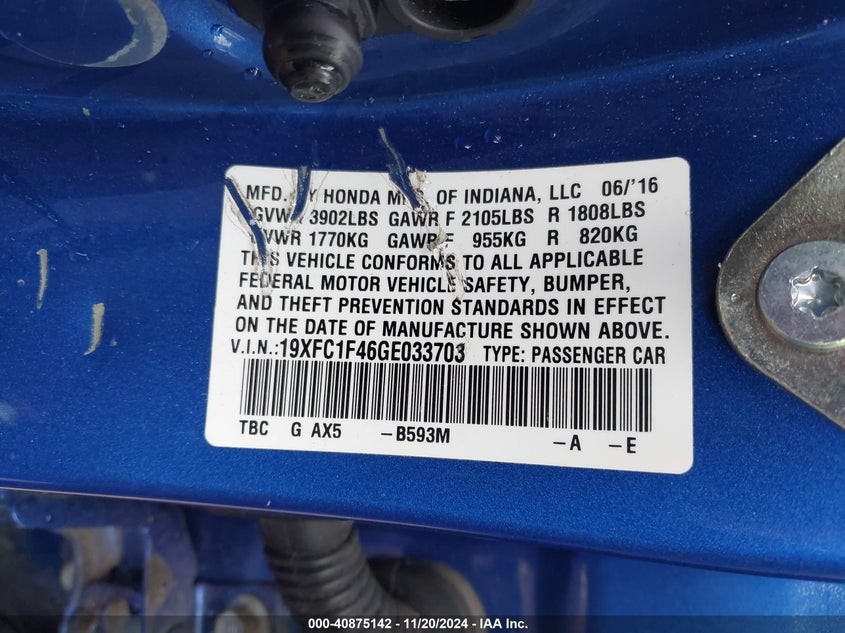 MFD. Y HONDA M OF INDIANA, LLC 06/'16
GVW 3902LBS GAWR F 2105LBS R 1808LBS
VWR 1770KG GAWR F 955KG R 820KG
THIS VEHICLE CONFORMS TO ALL APPLICABLE
FEDERAL MOTOR VEHICLE SAFETY, BUMPER,
AND THEFT PREVENTION STANDARDS IN EFFECT
ON THE DATE OF MANUFACTURE SHOWN ABOVE.
V.I.N.:19XFC1F46GE033703 TYPE: PASSENGER CAR
TBC G AX5 -B593M -A -E
000-40875142 - 11/20/2024 - IAA Inc.